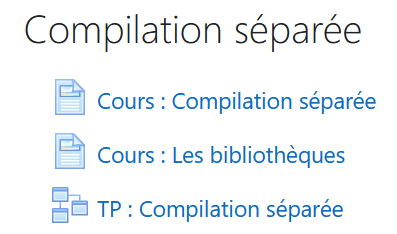 Compilation séparée
Cours : Compilation séparée
Cours : Les bibliothèques
TP : Compilation séparée